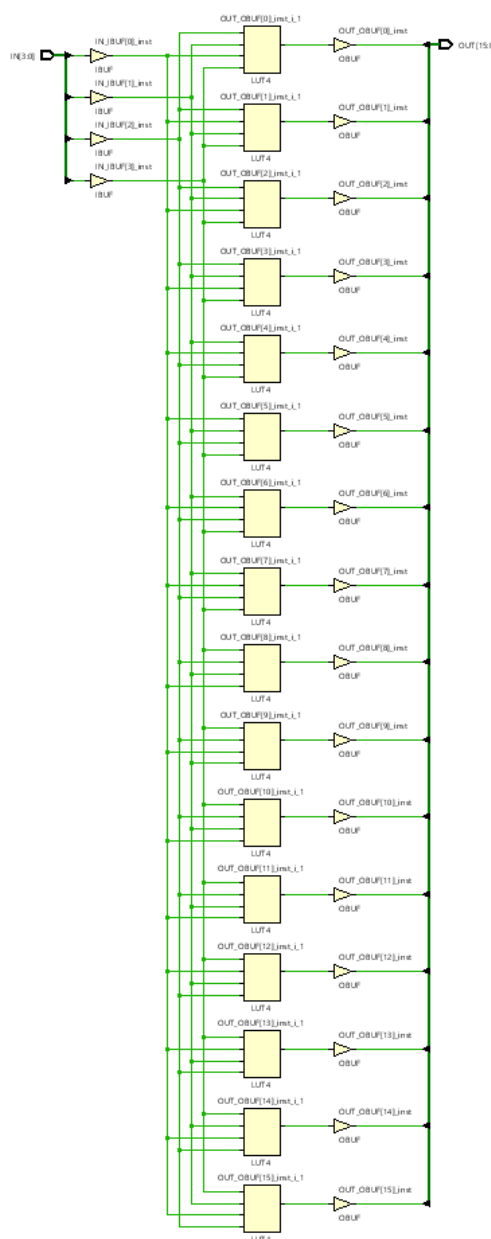 OUT_OBUF[0]_inst_i_1
OUT_OBUF[0]_inst
IN[3:0]
IN_IBUF[0]_inst
IBUF
LUT4
OBUF
OUT[15:0
IN_IBUF[1]_inst
IBUF
OUT_OBUF[1]_inst_i_1
OUT_OBUF[1]_inst
IN_IBUF[2]_inst
IBUF
LUT4
OBUF
IN_IBUF[3]_inst
IBUF
OUT_OBUF[2]_inst_i_1
OUT_OBUF[2]_inst
OBUF
LUT4
OUT_OBUF[3]_inst_i_1
OUT_OBUF[3]_inst
OBUF
LUT4
OUT_OBUF[4]_inst_i_1
OUT_OBUF[4]_inst
OBUF
LUT4
OUT_OBUF[5]_inst_i_1
OUT_OBUF[5]_inst
OBUF
LUT4
OUT_OBUF[6]_inst_i_1
OUT_OBUF[6]_inst
OBUF
LUT4
OUT_OBUF[7]_inst_i_1
OUT_OBUF[7]_inst
OBUF
LUT4
OUT_OBUF[8]_inst_i_1
OUT_OBUF[8]_inst
OBUF
LUT4
OUT_OBUF[9]_inst_i_1
OUT_OBUF[9]_inst
OBUF
LUT4
OUT_OBUF[10]_inst_i_1
OUT_OBUF[10]_inst
OBUF
LUT4
OUT_OBUF[11]_inst_i_1
OUT_OBUF[11]_inst
OBUF
LUT4
OUT_OBUF[12]_inst_i_1
OUT_OBUF[12]_inst
OBUF
LUT4
OUT_OBUF[13]_inst_i_1
OUT_OBUF[13]_inst
OBUF
LUT4
OUT_OBUF[14]_inst_i_1
OUT_OBUF[14]_inst
OBUF
LUT4
OUT_OBUF[15]_inst_i_1
OUT_OBUF[15]_inst
OBUF
LUT4